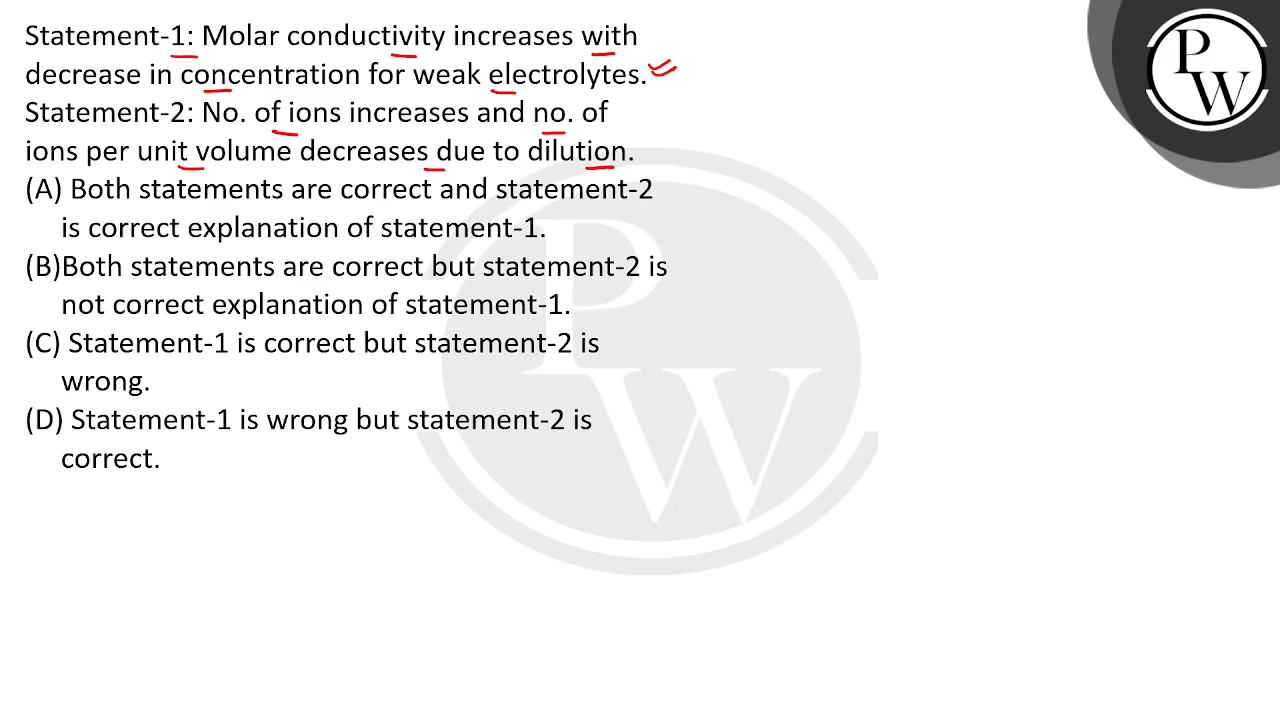 Statement-1: Molar conductivity increases with
decrease in concentration for weak electrolytes.
Statement-2: No. of ions increases and no. of
ions per unit volume decreases due to dilution.
(A) Both statements are correct and statement-2
is correct explanation of statement-1.
(B)Both statements are correct but statement-2 is
not correct explanation of statement-1.
(C) Statement-1 is correct but statement-2 is
wrong.
(D) Statement-1 is wrong but statement-2 is
correct.
P
W
P
W